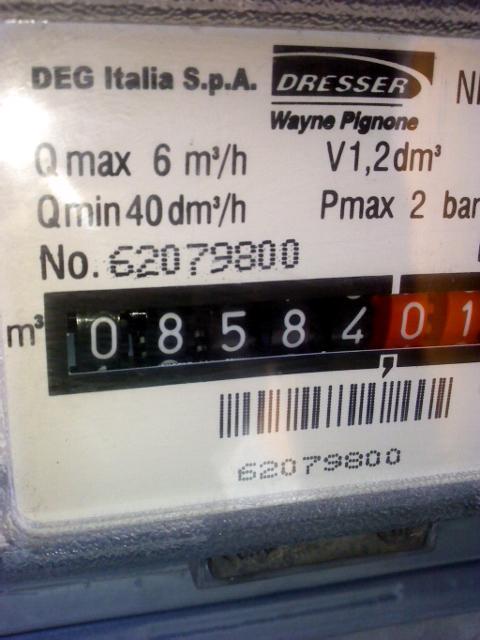 DEG Italia S.p.A.
DRESSER
Wayne Pignone
Q max 6 m³/h
V1,2dm³
Qmin 40 dm³/h
Pmax 2 bar
No. 62079800
m³ 08584,01
62079800